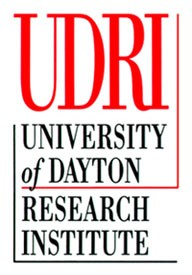 UDRI
UNIVERSITY
of DAYTON
RESEARCH
INSTITUTE